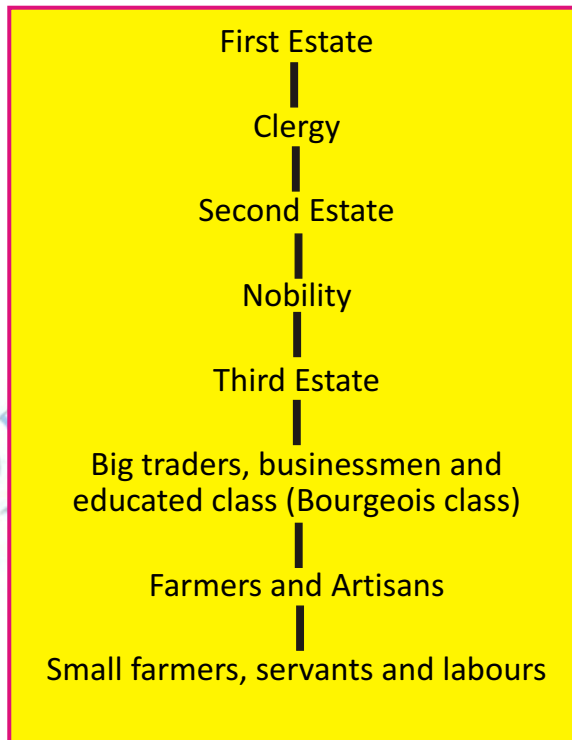 First Estate
Clergy
Second Estate
Nobility
Third Estate
Big traders, businessmen and
educated class (Bourgeois class)
Farmers and Artisans
Small farmers, servants and labours